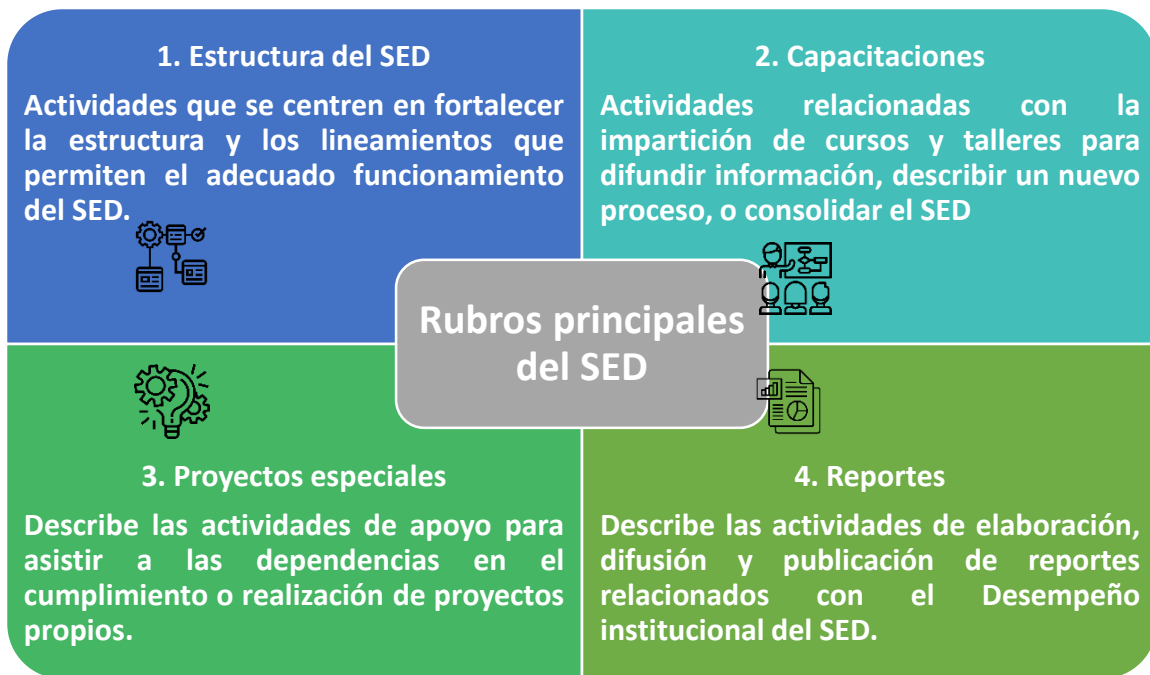 1. Estructura del SED
Actividades que se centren en fortalecer
la estructura y los lineamientos que
permiten el adecuado funcionamiento
del SED.
2. Capacitaciones
Actividades relacionadas con la
impartición de cursos y talleres para
difundir información, describir un nuevo
proceso, o consolidar el SED
Rubros principales
del SED
3. Proyectos especiales
Describe las actividades de apoyo para
asistir a las dependencias en el
cumplimiento o realización de proyectos
propios.
4. Reportes
Describe las actividades de elaboración,
difusión y publicación de reportes
relacionados con el Desempeño
institucional del SED.